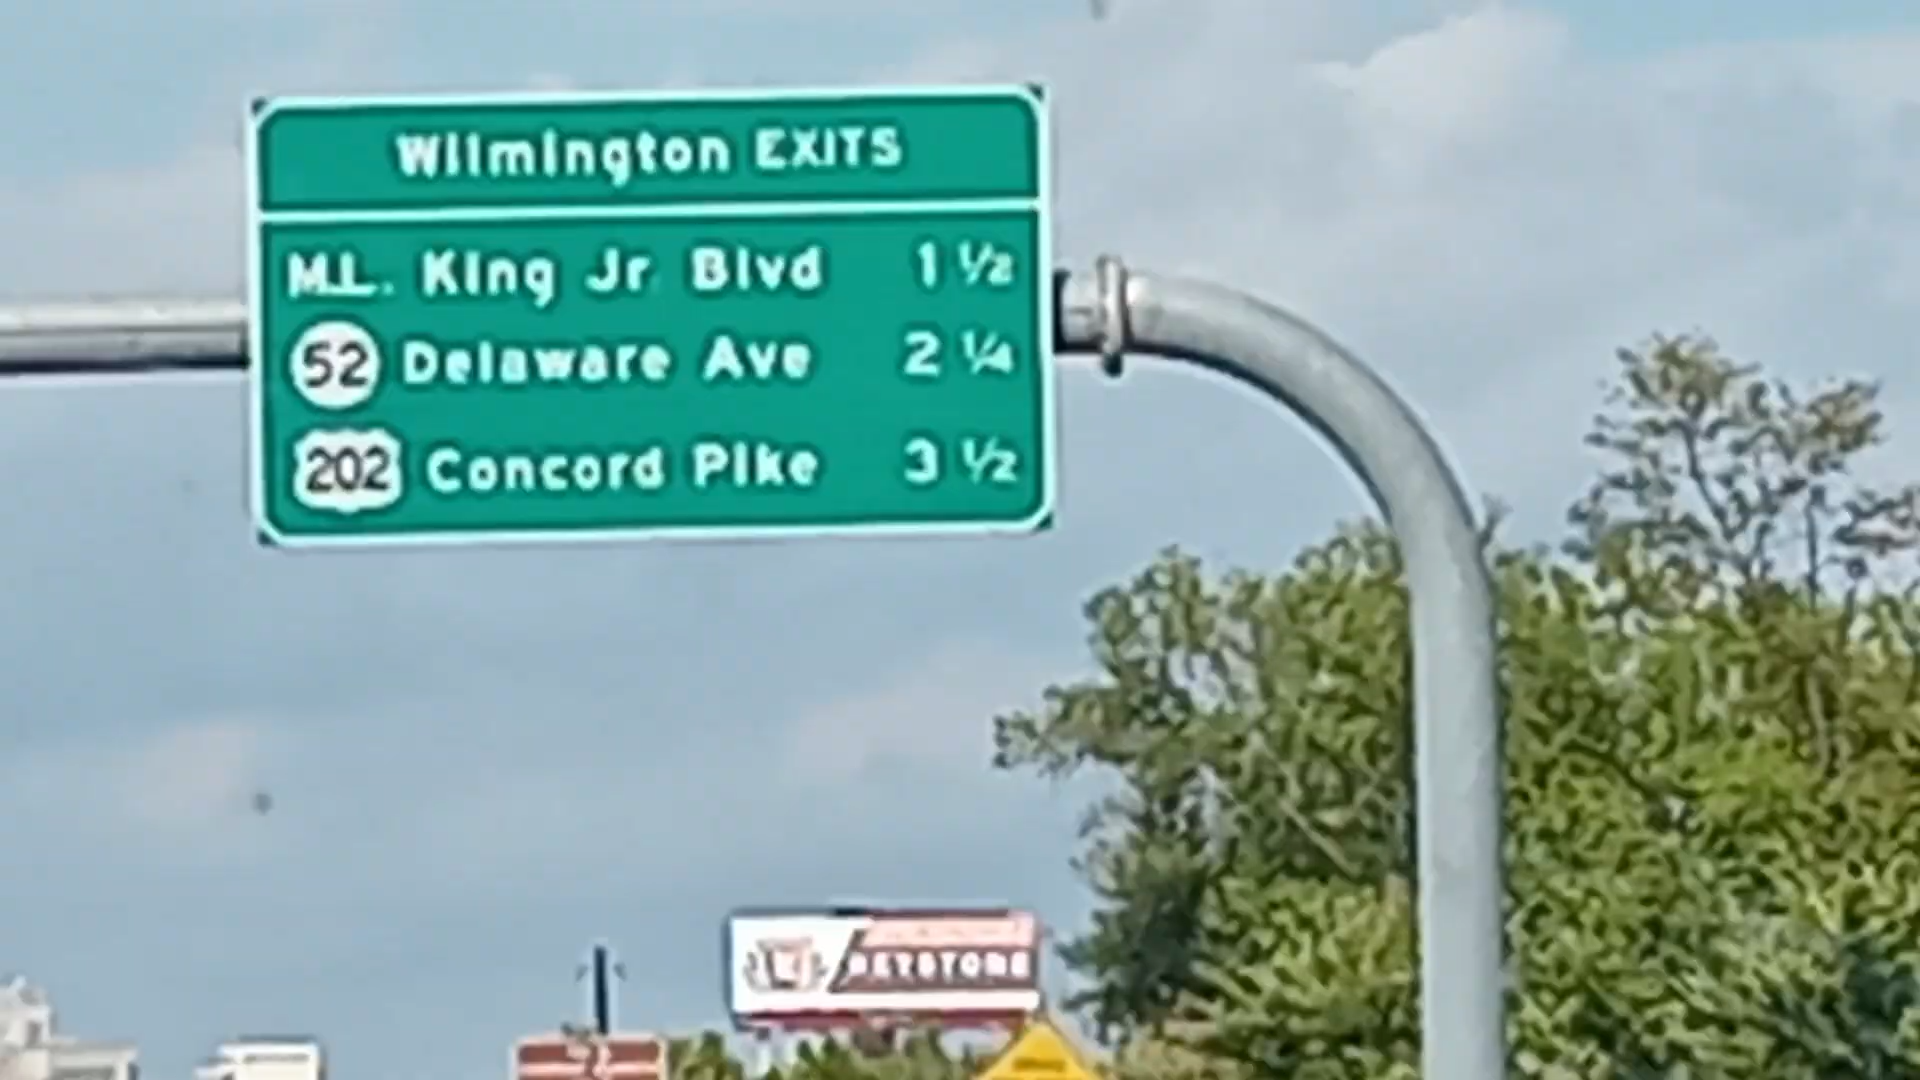 Wilmington EXITS
M.L. King Jr Blvd 1 1/2
52 Delaware Ave 2 1/4
202 Concord Pike 3 1/2
KEYSTONE